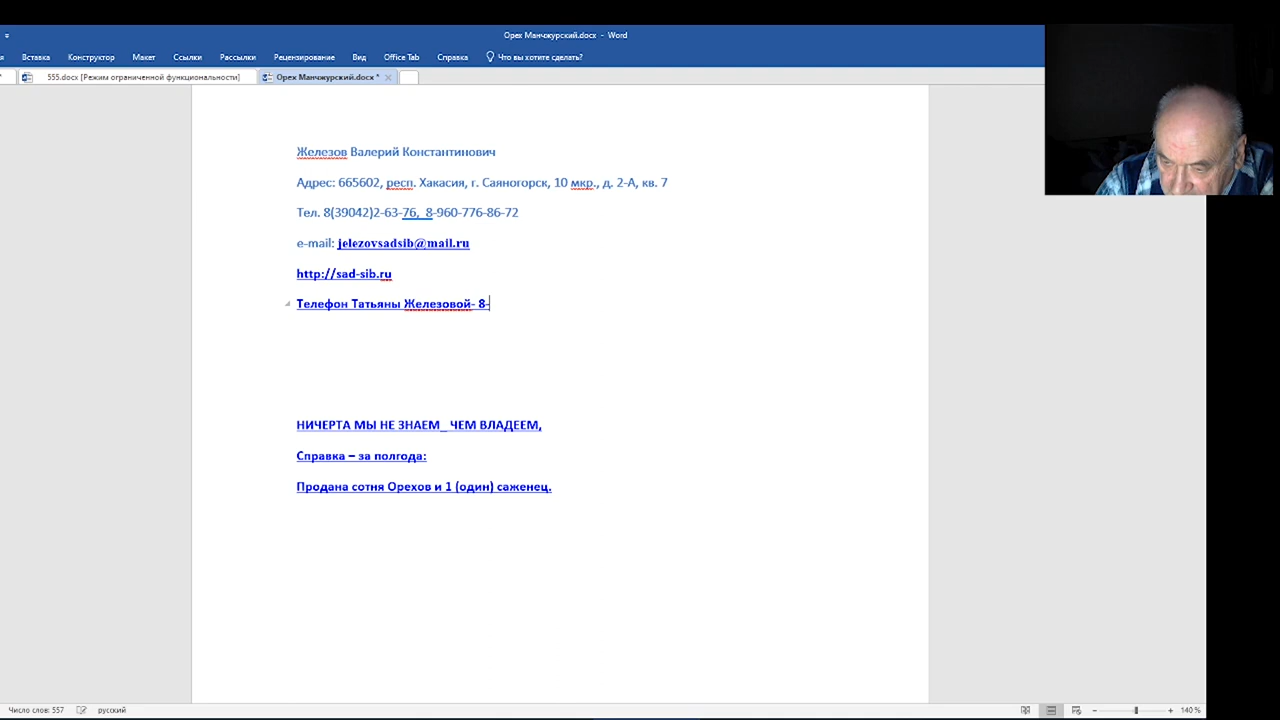 Орех Манчжурский.docx - Word
Вставка Конструктор Макет Ссылки Рассылки Рецензирование Вид Office Tab Справка Что вы хотите сделать?
555.docx [Режим ограниченной функциональности] Орех Манчжурский.docx *
Железов Валерий Константинович
Адрес: 665602, респ. Хакасия, г. Саяногорск, 10 мкр., д. 2-А, кв. 7
Тел. 8(39042)2-63-76, 8-960-776-86-72
e-mail: jelezovsadsib@mail.ru
http://sad-sib.ru
Телефон Татьяны Железовой- 8-
НИЧЕРТА МЫ НЕ ЗНАЕМ_ ЧЕМ ВЛАДЕЕМ,
Справка – за полгода:
Продана сотня Орехов и 1 (один) саженец.
Число слов: 557 русский 140 %